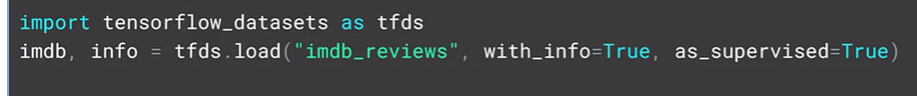 import tensorflow_datasets as tfds
imdb, info = tfds.load("imdb_reviews", with_info=True, as_supervised=True)